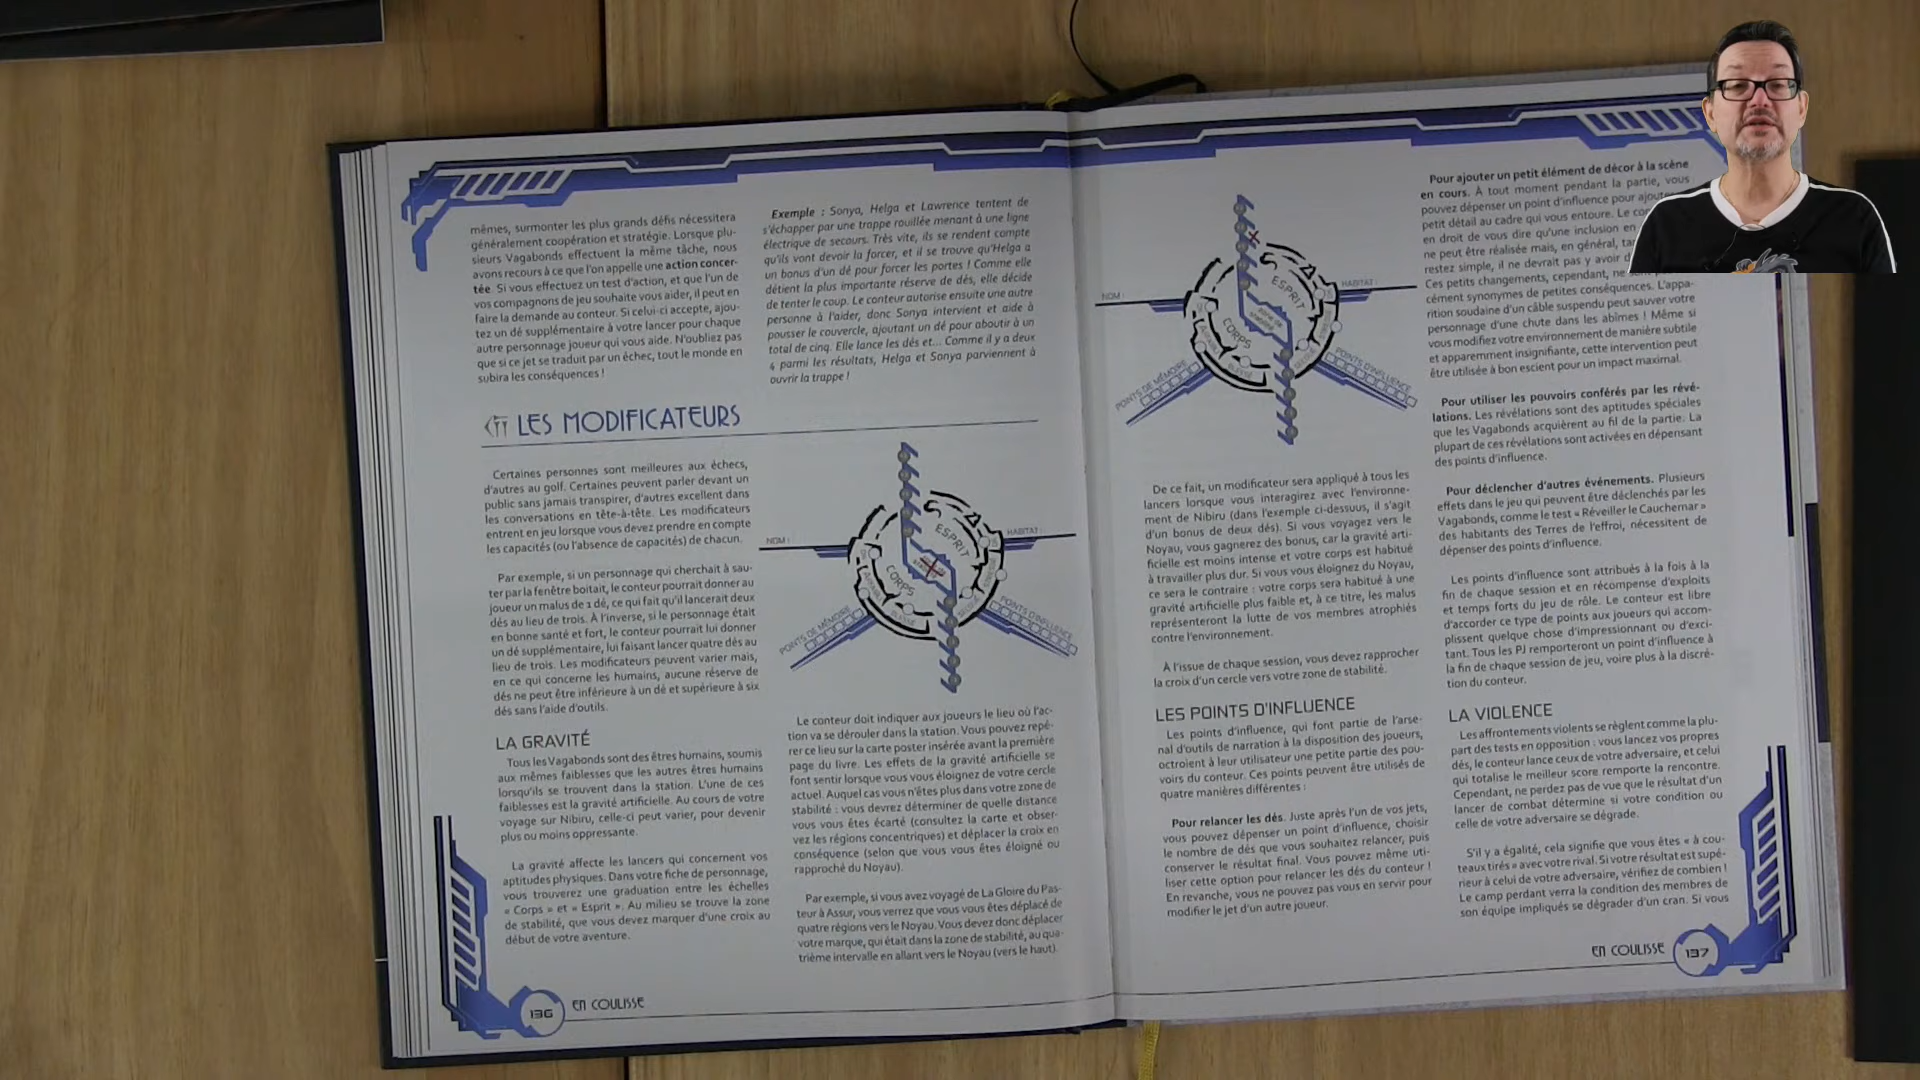 mêmes, surmonter les plus grands défis nécessitera
généralement coopération et stratégie. Lorsque plu-
sieurs Vagabonds effectuent la même tâche, nous
avons recours à ce que l'on appelle une action concer-
tée. Si vous effectuez un test d'action, et que l'un de
vos compagnons de jeu souhaite vous aider, il peut en
faire la demande au conteur. Si celui-ci accepte, ajou-
tez un dé supplémentaire à votre lancer pour chaque
autre personnage joueur qui vous aide. N'oubliez pas
que si ce jet se traduit par un échec, tout le monde en
subira les conséquences !
Exemple : Sonya, Helga et Lawrence tentent de
s'échapper par une trappe rouillée menant à une ligne
électrique de secours. Très vite, ils se rendent compte
qu'ils vont devoir la forcer, et il se trouve qu'Helga a
un bonus d'un dé pour forcer les portes ! Comme elle
détient la plus importante réserve de dés, elle décide
de tenter le coup. Le conteur autorise ensuite une autre
personne à l'aider, donc Sonya intervient et aide à
pousser le couvercle, ajoutant un dé pour aboutir à un
total de cinq. Elle lance les dés et... Comme il y a deux
4 parmi les résultats, Helga et Sonya parviennent à
ouvrir la trappe !
LES MODIFICATEURS
Certaines personnes sont meilleures aux échecs,
d'autres au golf. Certaines peuvent parler devant un
public sans jamais transpirer, d'autres excellent dans
les conversations en tête-à-tête. Les modificateurs
entrent en jeu lorsque vous devez prendre en compte
les capacités (ou l'absence de capacités) de chacun.
Par exemple, si un personnage qui cherchait à sau-
ter par la fenêtre boitait, le conteur pourrait donner au
joueur un malus de 1 dé, ce qui fait qu'il lancerait deux
dés au lieu de trois. À l'inverse, si le personnage était
en bonne santé et fort, le conteur pourrait lui donner
un dé supplémentaire, lui faisant lancer quatre dés au
lieu de trois. Les modificateurs peuvent varier mais,
en ce qui concerne les humains, aucune réserve de
dés ne peut être inférieure à un dé et supérieure à six
dés sans l'aide d'outils.
LA GRAVITÉ
Tous les Vagabonds sont des êtres humains, soumis
aux mêmes faiblesses que les autres êtres humains
lorsqu'ils se trouvent dans la station. L'une de ces
faiblesses est la gravité artificielle. Au cours de votre
voyage sur Nibiru, celle-ci peut varier, pour devenir
plus ou moins oppressante.
La gravité affecte les lancers qui concernent vos
aptitudes physiques. Dans votre fiche de personnage,
vous trouverez une graduation entre les échelles
« Corps » et « Esprit ». Au milieu se trouve la zone
de stabilité, que vous devez marquer d'une croix au
début de votre aventure.
NOM :
HABITAT :
ESPRIT
CORPS
POINTS DE MÉMOIRE
POINTS D'INFLUENCE
Le conteur doit indiquer aux joueurs le lieu où l'ac-
tion va se dérouler dans la station. Vous pouvez repé-
rer ce lieu sur la carte poster insérée avant la première
page du livre. Les effets de la gravité artificielle se
font sentir lorsque vous vous éloignez de votre cercle
actuel. Auquel cas vous n'êtes plus dans votre zone de
stabilité : vous devrez déterminer de quelle distance
vous vous êtes écarté (consultez la carte et obser-
vez les régions concentriques) et déplacer la croix en
conséquence (selon que vous vous êtes éloigné ou
rapproché du Noyau).
Par exemple, si vous avez voyagé de La Gloire du Pas-
teur à Assur, vous verrez que vous vous êtes déplacé de
quatre régions vers le Noyau. Vous devez donc déplacer
votre marque, qui était dans la zone de stabilité, au qua-
trième intervalle en allant vers le Noyau (vers le haut).
136 EN COULISSE
NOM :
HABITAT :
ESPRIT
zone de
stabilité
CORPS
POINTS DE MÉMOIRE
POINTS D'INFLUENCE
De ce fait, un modificateur sera appliqué à tous les
lancers lorsque vous interagirez avec l'environne-
ment de Nibiru (dans l'exemple ci-dessus, il s'agit
d'un bonus de deux dés). Si vous voyagez vers le
Noyau, vous gagnerez des bonus, car la gravité arti-
ficielle est moins intense et votre corps est habitué
à travailler plus dur. Si vous vous éloignez du Noyau,
ce sera le contraire : votre corps sera habitué à une
gravité artificielle plus faible et, à ce titre, les malus
représenteront la lutte de vos membres atrophiés
contre l'environnement.
À l'issue de chaque session, vous devez rapprocher
la croix d'un cercle vers votre zone de stabilité.
LES POINTS D'INFLUENCE
Les points d'influence, qui font partie de l'arse-
nal d'outils de narration à la disposition des joueurs,
octroient à leur utilisateur une petite partie des pou-
voirs du conteur. Ces points peuvent être utilisés de
quatre manières différentes :
Pour relancer les dés. Juste après l'un de vos jets,
vous pouvez dépenser un point d'influence, choisir
le nombre de dés que vous souhaitez relancer, puis
conserver le résultat final. Vous pouvez même uti-
liser cette option pour relancer les dés du conteur !
En revanche, vous ne pouvez pas vous en servir pour
modifier le jet d'un autre joueur.
Pour ajouter un petit élément de décor à la scène
en cours. À tout moment pendant la partie, vous
pouvez dépenser un point d'influence pour ajouter
petit détail au cadre qui vous entoure. Le
en droit de vous dire qu'une inclusion en
ne peut être réalisée mais, en général,
restez simple, il ne devrait pas y avoir
Ces petits changements, cependant, ne
cément synonymes de petites conséquences. L'appa-
rition soudaine d'un câble suspendu peut sauver votre
personnage d'une chute dans les abîmes ! Même si
vous modifiez votre environnement de manière subtile
et apparemment insignifiante, cette intervention peut
être utilisée à bon escient pour un impact maximal.
Pour utiliser les pouvoirs conférés par les révé-
lations. Les révélations sont des aptitudes spéciales
que les Vagabonds acquièrent au fil de la partie. La
plupart de ces révélations sont activées en dépensant
des points d'influence.
Pour déclencher d'autres événements. Plusieurs
effets dans le jeu qui peuvent être déclenchés par les
Vagabonds, comme le test « Réveiller le Cauchemar »
des habitants des Terres de l'effroi, nécessitent de
dépenser des points d'influence.
Les points d'influence sont attribués à la fois à la
fin de chaque session et en récompense d'exploits
et temps forts du jeu de rôle. Le conteur est libre
d'accorder ce type de points aux joueurs qui accom-
plissent quelque chose d'impressionnant ou d'exci-
tant. Tous les PJ remporteront un point d'influence à
la fin de chaque session de jeu, voire plus à la discré-
tion du conteur.
LA VIOLENCE
Les affrontements violents se règlent comme la plu-
part des tests en opposition : vous lancez vos propres
dés, le conteur lance ceux de votre adversaire, et celui
qui totalise le meilleur score remporte la rencontre.
Cependant, ne perdez pas de vue que le résultat d'un
lancer de combat détermine si votre condition ou
celle de votre adversaire se dégrade.
S'il y a égalité, cela signifie que vous êtes « à cou-
teaux tirés » avec votre rival. Si votre résultat est supé-
rieur à celui de votre adversaire, vérifiez de combien !
Le camp perdant verra la condition des membres de
son équipe impliqués se dégrader d'un cran. Si vous
EN COULISSE 137